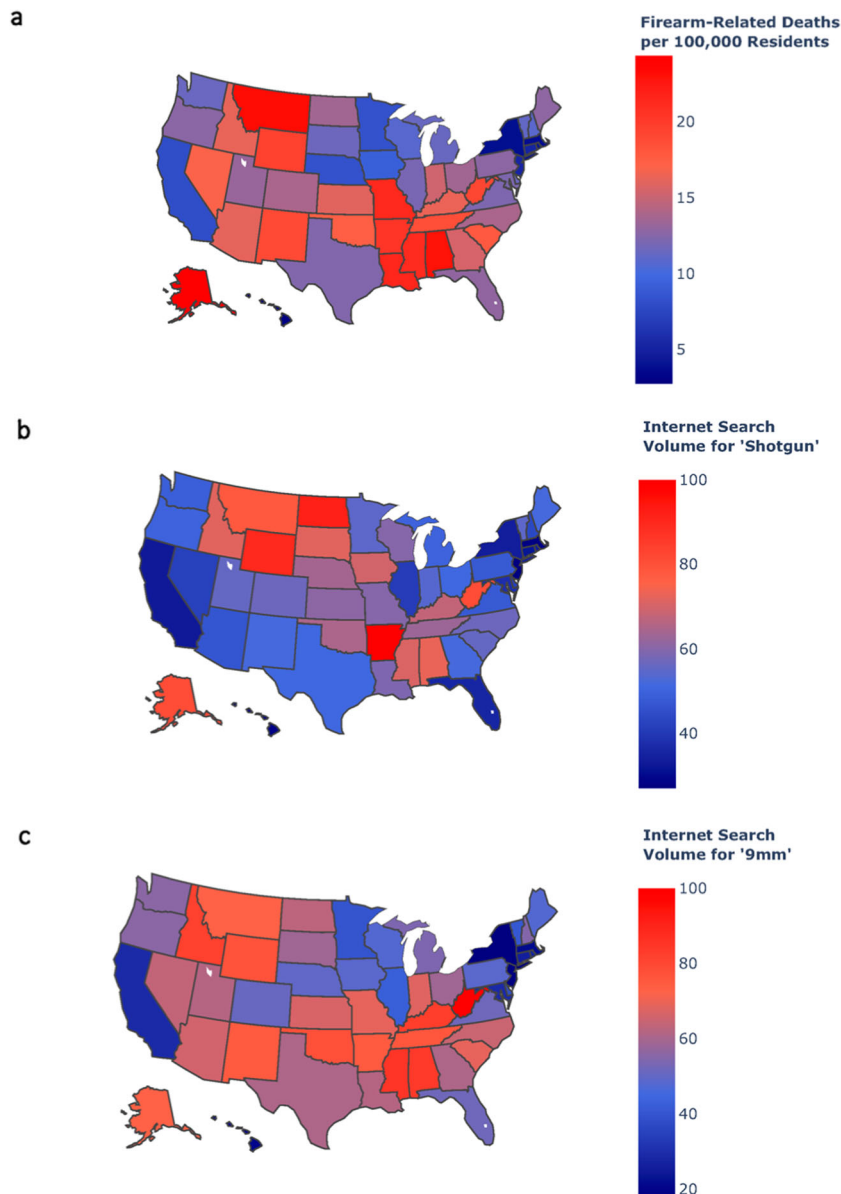 a
Firearm-Related Deaths
per 100,000 Residents
20
15
10
5
b
Internet Search
Volume for 'Shotgun'
100
80
60
40
c
Internet Search
Volume for '9mm'
100
80
60
40
20